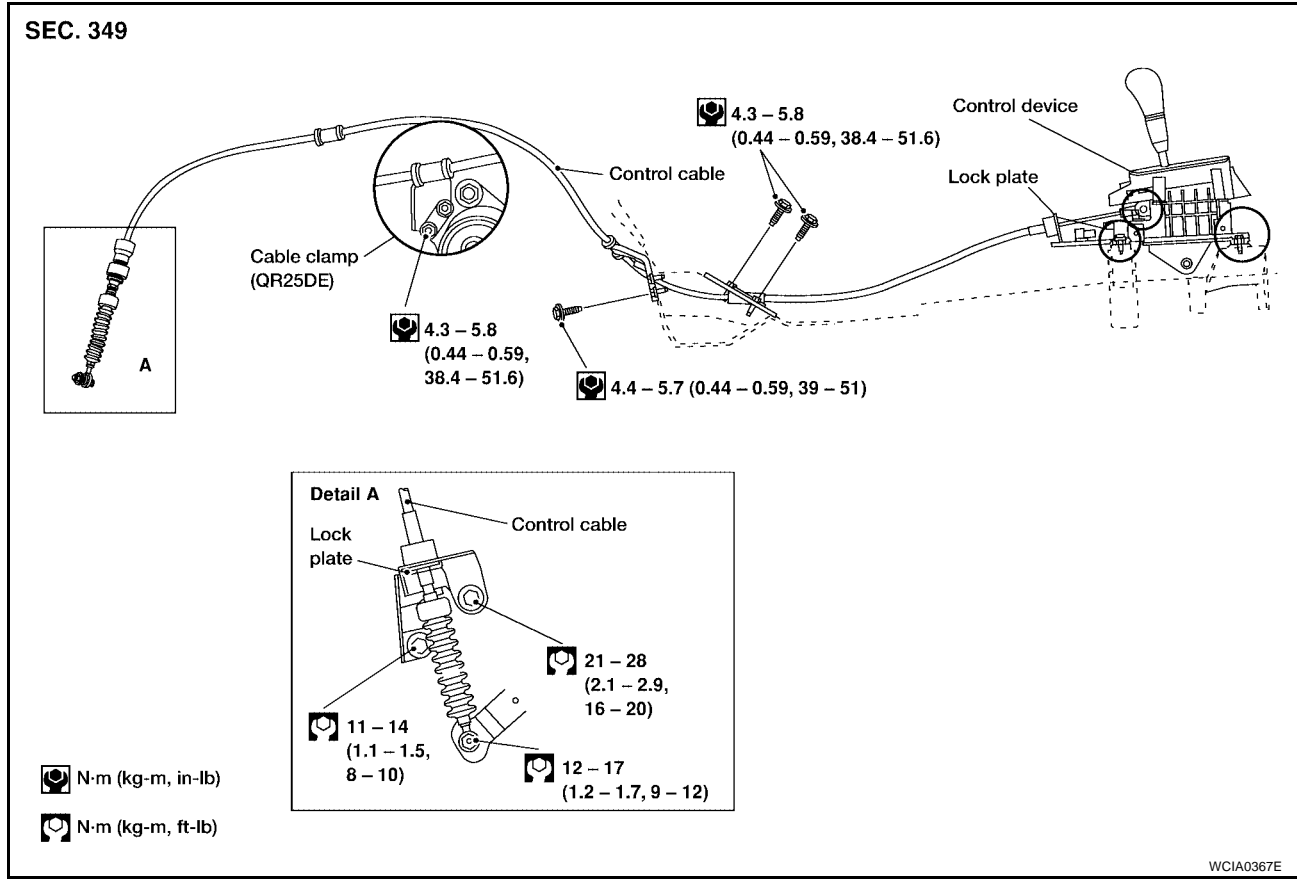 SEC. 349
4.3 – 5.8
(0.44 – 0.59, 38.4 – 51.6)
Control device
Lock plate
Control cable
Cable clamp
(QR25DE)
4.3 – 5.8
(0.44 – 0.59,
38.4 – 51.6)
A
4.4 – 5.7 (0.44 – 0.59, 39 – 51)
Detail A
Control cable
Lock
plate
21 – 28
(2.1 – 2.9,
16 – 20)
11 – 14
(1.1 – 1.5,
8 – 10)
12 – 17
(1.2 – 1.7, 9 – 12)
N·m (kg-m, in-lb)
N·m (kg-m, ft-lb)
WCIA0367E